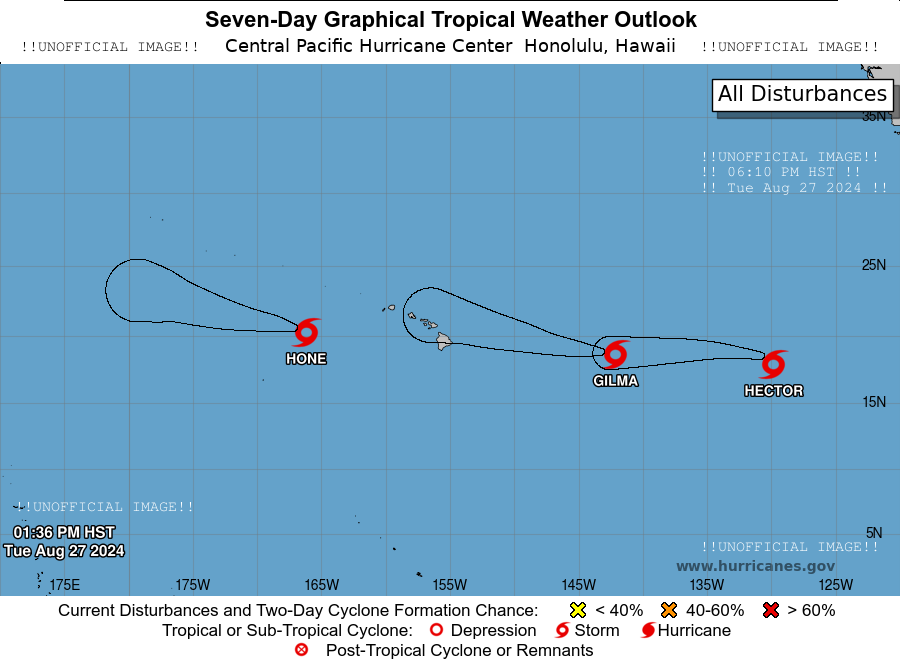 Seven-Day Graphical Tropical Weather Outlook
!!UNOFFICIAL IMAGE!! Central Pacific Hurricane Center Honolulu, Hawaii !!UNOFFICIAL IMAGE!!
All Disturbances
35N
!!UNOFFICIAL IMAGE!!
!! 06:10 PM HST !!
!! Tue Aug 27 2024 !!
25N
HONE
GILMA
HECTOR
15N
!!UNOFFICIAL IMAGE!!
01:36 PM HST
Tue Aug 27 2024
5N
!!UNOFFICIAL IMAGE!!
www.hurricanes.gov
175E 175W 165W 155W 145W 135W 125W
Current Disturbances and Two-Day Cyclone Formation Chance: < 40% 40-60% > 60%
Tropical or Sub-Tropical Cyclone: Depression Storm Hurricane
Post-Tropical Cyclone or Remnants